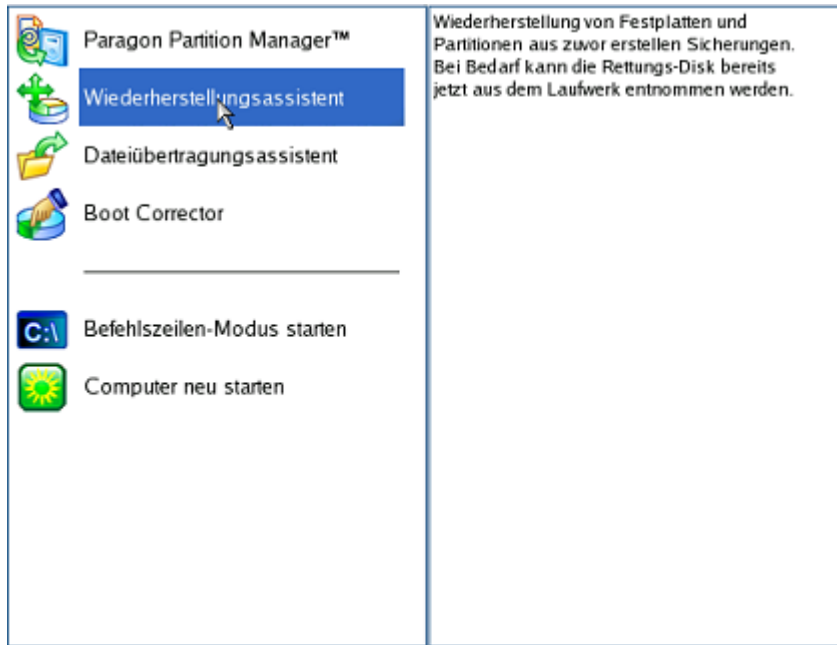 Paragon Partition Manager™
Wiederherstellungsassistent
Dateiübertragungsassistent
Boot Corrector
C:\
Befehlszeilen-Modus starten
Computer neu starten
Wiederherstellung von Festplatten und
Partitionen aus zuvor erstellen Sicherungen.
Bei Bedarf kann die Rettungs-Disk bereits
jetzt aus dem Laufwerk entnommen werden.